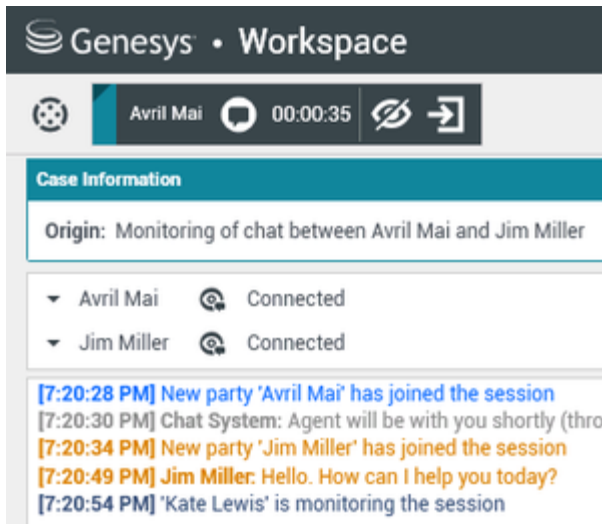 Genesys • Workspace
Avril Mai 00:00:35
Case Information
Origin: Monitoring of chat between Avril Mai and Jim Miller
Avril Mai Connected
Jim Miller Connected
[7:20:28 PM] New party 'Avril Mai' has joined the session
[7:20:30 PM] Chat System: Agent will be with you shortly (thro
[7:20:34 PM] New party 'Jim Miller' has joined the session
[7:20:49 PM] Jim Miller: Hello. How can I help you today?
[7:20:54 PM] 'Kate Lewis' is monitoring the session